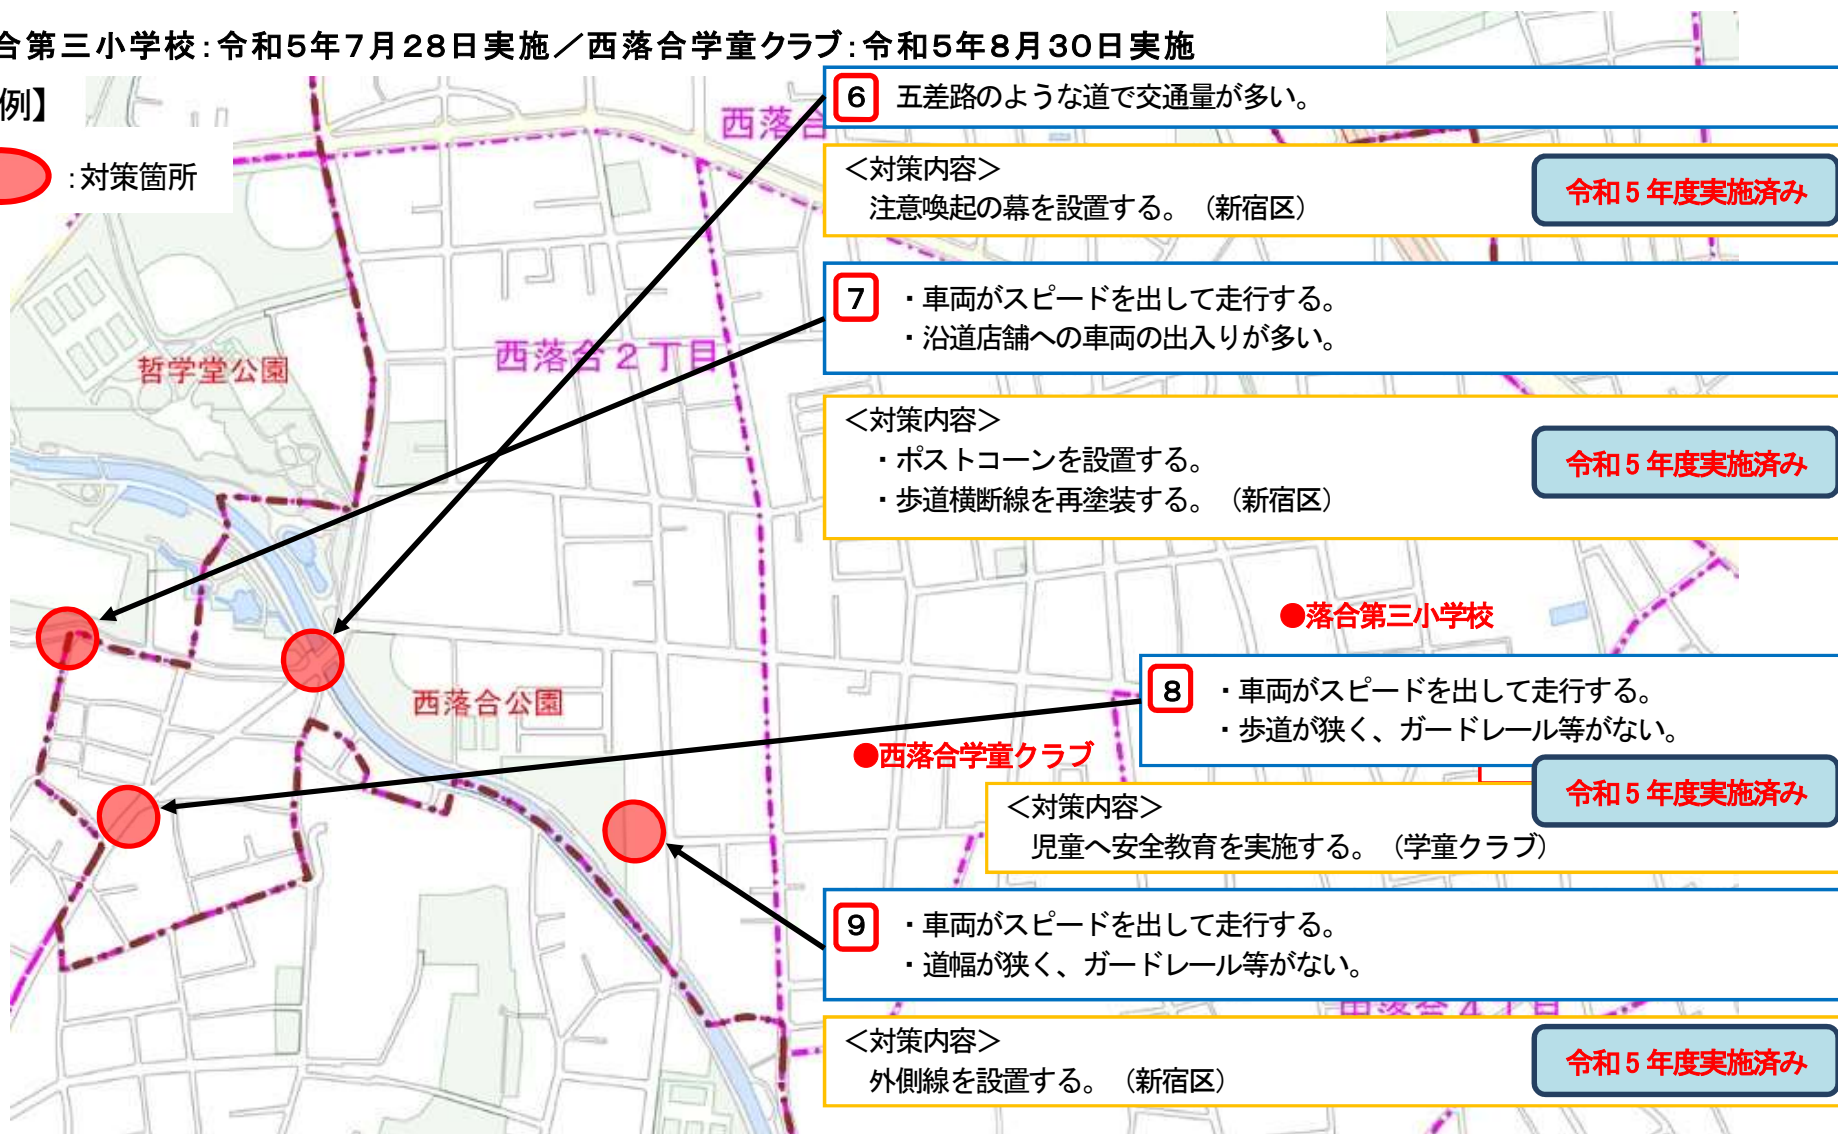 合第三小学校:令和5年7月28日実施／西落合学童クラブ:令和5年8月30日実施
例】
:対策箇所
西落合
6 五差路のような道で交通量が多い。
＜対策内容＞
注意喚起の幕を設置する。（新宿区）
令和５年度実施済み
7 ・車両がスピードを出して走行する。
・沿道店舗への車両の出入りが多い。
西落合２丁目
哲学堂公園
＜対策内容＞
・ポストコーンを設置する。
・歩道横断線を再塗装する。（新宿区）
令和５年度実施済み
●落合第三小学校
西落合公園
8 ・車両がスピードを出して走行する。
・歩道が狭く、ガードレール等がない。
●西落合学童クラブ
令和５年度実施済み
＜対策内容＞
児童へ安全教育を実施する。（学童クラブ）
9 ・車両がスピードを出して走行する。
・道幅が狭く、ガードレール等がない。
＜対策内容＞
外側線を設置する。（新宿区）
令和５年度実施済み